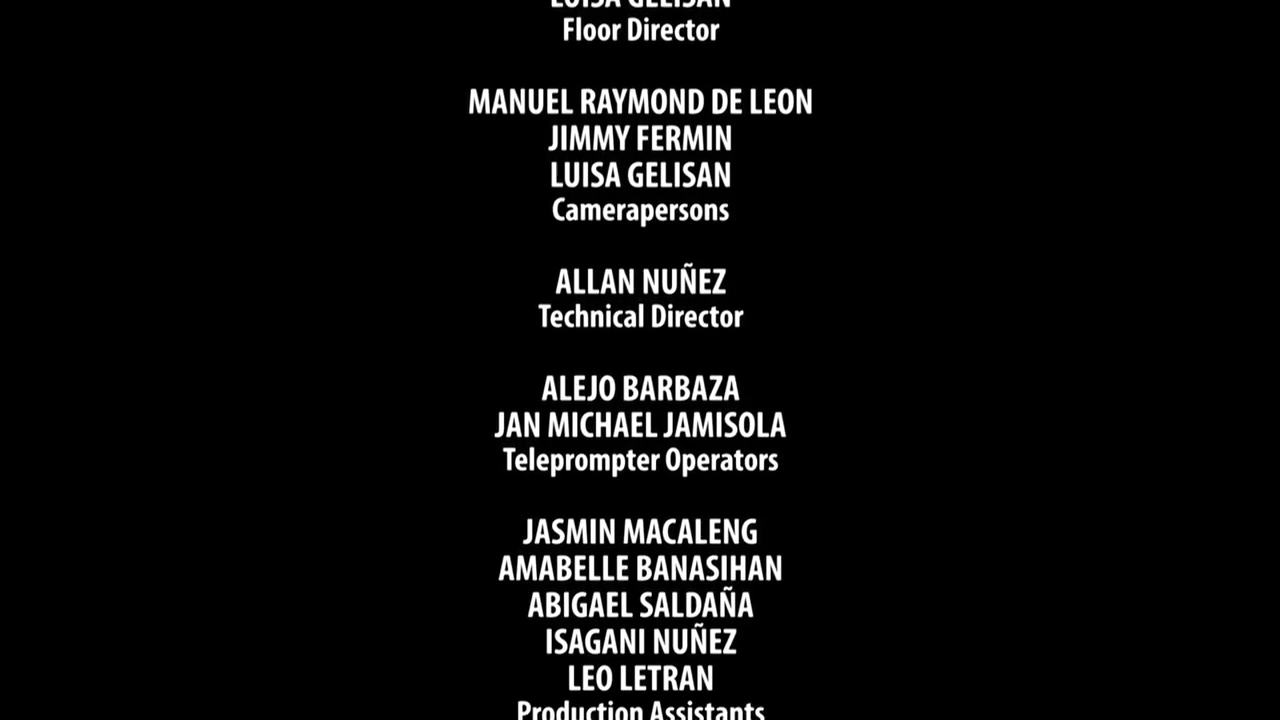 LUISA GELISAN
Floor Director
MANUEL RAYMOND DE LEON
JIMMY FERMIN
LUISA GELISAN
Camerapersons
ALLAN NUÑEZ
Technical Director
ALEJO BARBAZA
JAN MICHAEL JAMISOLA
Teleprompter Operators
JASMIN MACALENG
AMABELLE BANASIHAN
ABIGAEL SALDAÑA
ISAGANI NUÑEZ
LEO LETRAN
Production Assistants